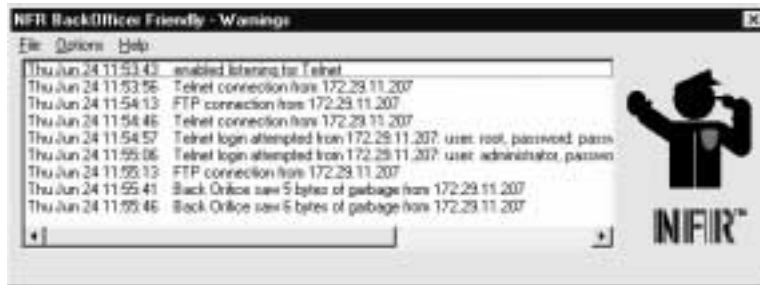 NFR BackOfficer Friendly - Warnings
File Options Help
Thu Jun 24 11:53:43 enabled listening for Telnet
Thu Jun 24 11:53:56 Telnet connection from 172.29.11.207
Thu Jun 24 11:54:13 FTP connection from 172.29.11.207
Thu Jun 24 11:54:46 Telnet connection from 172.29.11.207
Thu Jun 24 11:54:57 Telnet login attempted from 172.29.11.207: user: root, password: passw
Thu Jun 24 11:55:06 Telnet login attempted from 172.29.11.207: user: administrator, passwo
Thu Jun 24 11:55:13 FTP connection from 172.29.11.207
Thu Jun 24 11:55:41 Back Orifice saw 5 bytes of garbage from 172.29.11.207
Thu Jun 24 11:55:46 Back Orifice saw 6 bytes of garbage from 172.29.11.207
NFR™